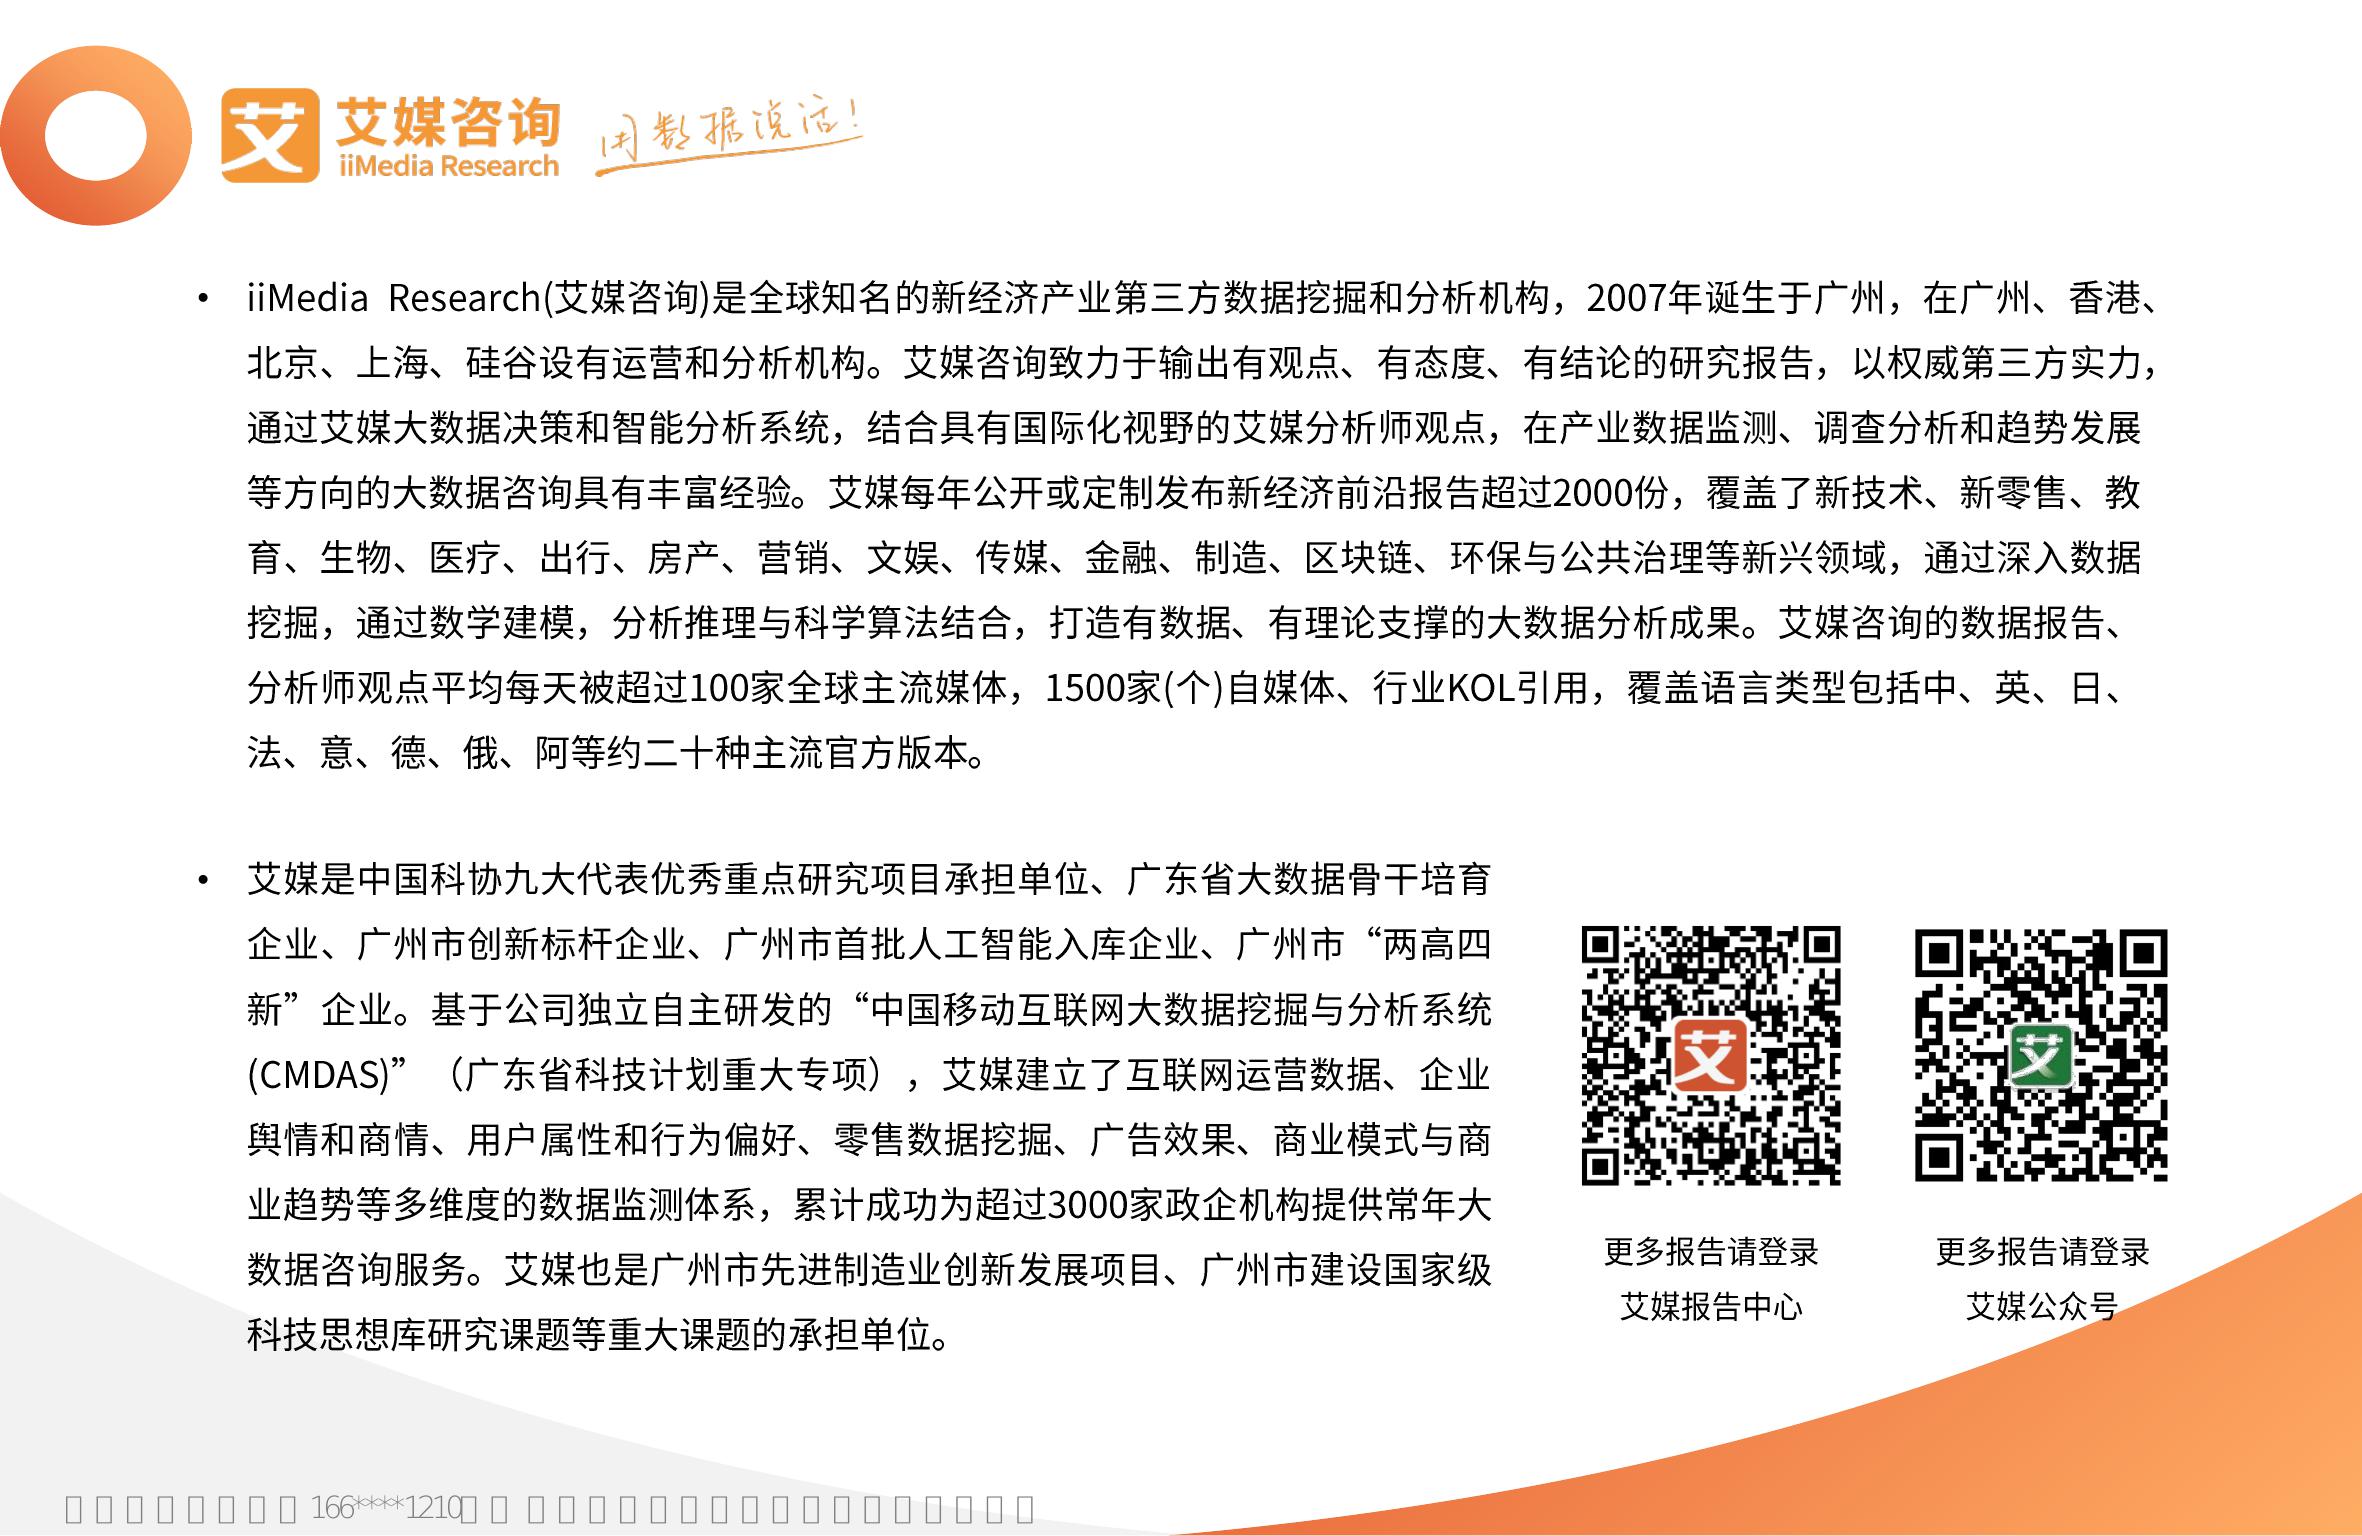 艾 艾媒咨询
iiMedia Research
用数据说话！
• iiMedia Research(艾媒咨询)是全球知名的新经济产业第三方数据挖掘和分析机构，2007年诞生于广州，在广州、香港、
北京、上海、硅谷设有运营和分析机构。艾媒咨询致力于输出有观点、有态度、有结论的研究报告，以权威第三方实力，
通过艾媒大数据决策和智能分析系统，结合具有国际化视野的艾媒分析师观点，在产业数据监测、调查分析和趋势发展
等方向的大数据咨询具有丰富经验。艾媒每年公开或定制发布新经济前沿报告超过2000份，覆盖了新技术、新零售、教
育、生物、医疗、出行、房产、营销、文娱、传媒、金融、制造、区块链、环保与公共治理等新兴领域，通过深入数据
挖掘，通过数学建模，分析推理与科学算法结合，打造有数据、有理论支撑的大数据分析成果。艾媒咨询的数据报告、
分析师观点平均每天被超过100家全球主流媒体，1500家(个)自媒体、行业KOL引用，覆盖语言类型包括中、英、日、
法、意、德、俄、阿等约二十种主流官方版本。
• 艾媒是中国科协九大代表优秀重点研究项目承担单位、广东省大数据骨干培育
企业、广州市创新标杆企业、广州市首批人工智能入库企业、广州市“两高四
新”企业。基于公司独立自主研发的“中国移动互联网大数据挖掘与分析系统
(CMDAS)”（广东省科技计划重大专项），艾媒建立了互联网运营数据、企业
舆情和商情、用户属性和行为偏好、零售数据挖掘、广告效果、商业模式与商
业趋势等多维度的数据监测体系，累计成功为超过3000家政企机构提供常年大
数据咨询服务。艾媒也是广州市先进制造业创新发展项目、广州市建设国家级
科技思想库研究课题等重大课题的承担单位。
艾
更多报告请登录
艾媒报告中心
艾
更多报告请登录
艾媒公众号
166****1210